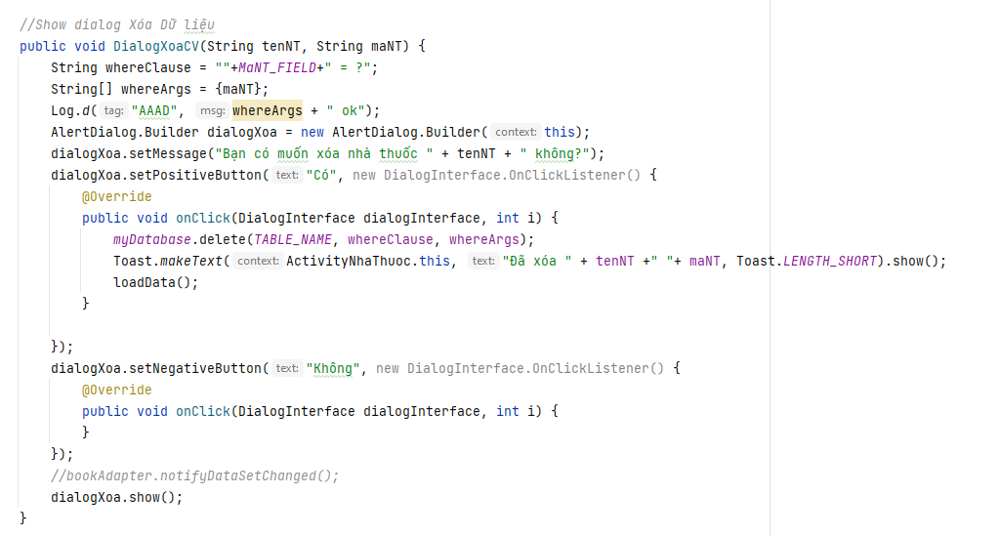 //Show dialog Xóa Dữ liệu
public void DialogXoaCV(String tenNT, String maNT) {
String whereClause = ""+MaNT_FIELD+" = ?";
String[] whereArgs = {maNT};
Log.d( tag: "AAAD", msg: whereArgs + " ok");
AlertDialog.Builder dialogXoa = new AlertDialog.Builder( context: this);
dialogXoa.setMessage("Bạn có muốn xóa nhà thuốc " + tenNT + " không?");
dialogXoa.setPositiveButton( text: "Có", new DialogInterface.OnClickListener() {
@Override
public void onClick(DialogInterface dialogInterface, int i) {
myDatabase.delete(TABLE_NAME, whereClause, whereArgs);
Toast.makeText( context: ActivityNhaThuoc.this, text: "Đã xóa " + tenNT +" "+ maNT, Toast.LENGTH_SHORT).show();
loadData();
}
});
dialogXoa.setNegativeButton( text: "Không", new DialogInterface.OnClickListener() {
@Override
public void onClick(DialogInterface dialogInterface, int i) {
}
});
//bookAdapter.notifyDataSetChanged();
dialogXoa.show();
}